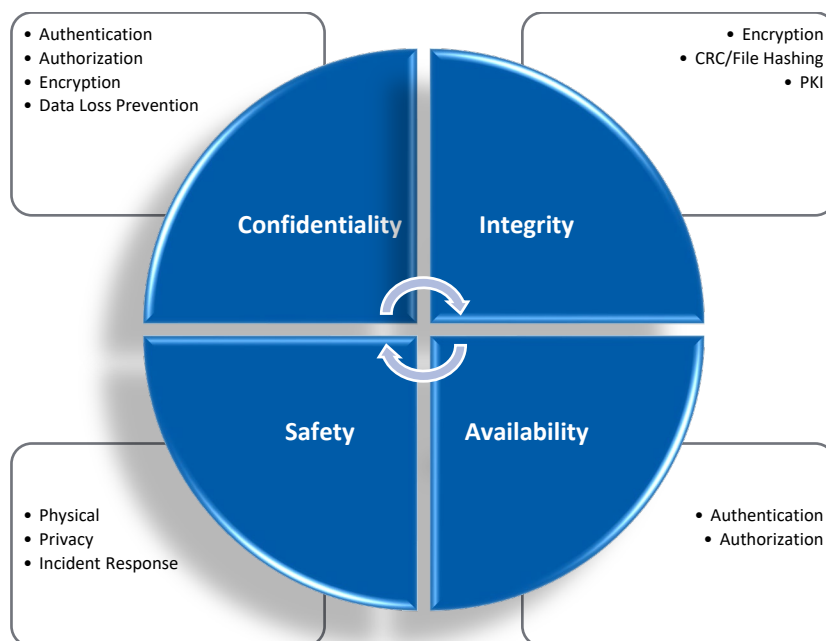 • Authentication
• Authorization
• Encryption
• Data Loss Prevention
• Encryption
• CRC/File Hashing
• PKI
Confidentiality
Integrity
Safety
Availability
• Physical
• Privacy
• Incident Response
• Authentication
• Authorization